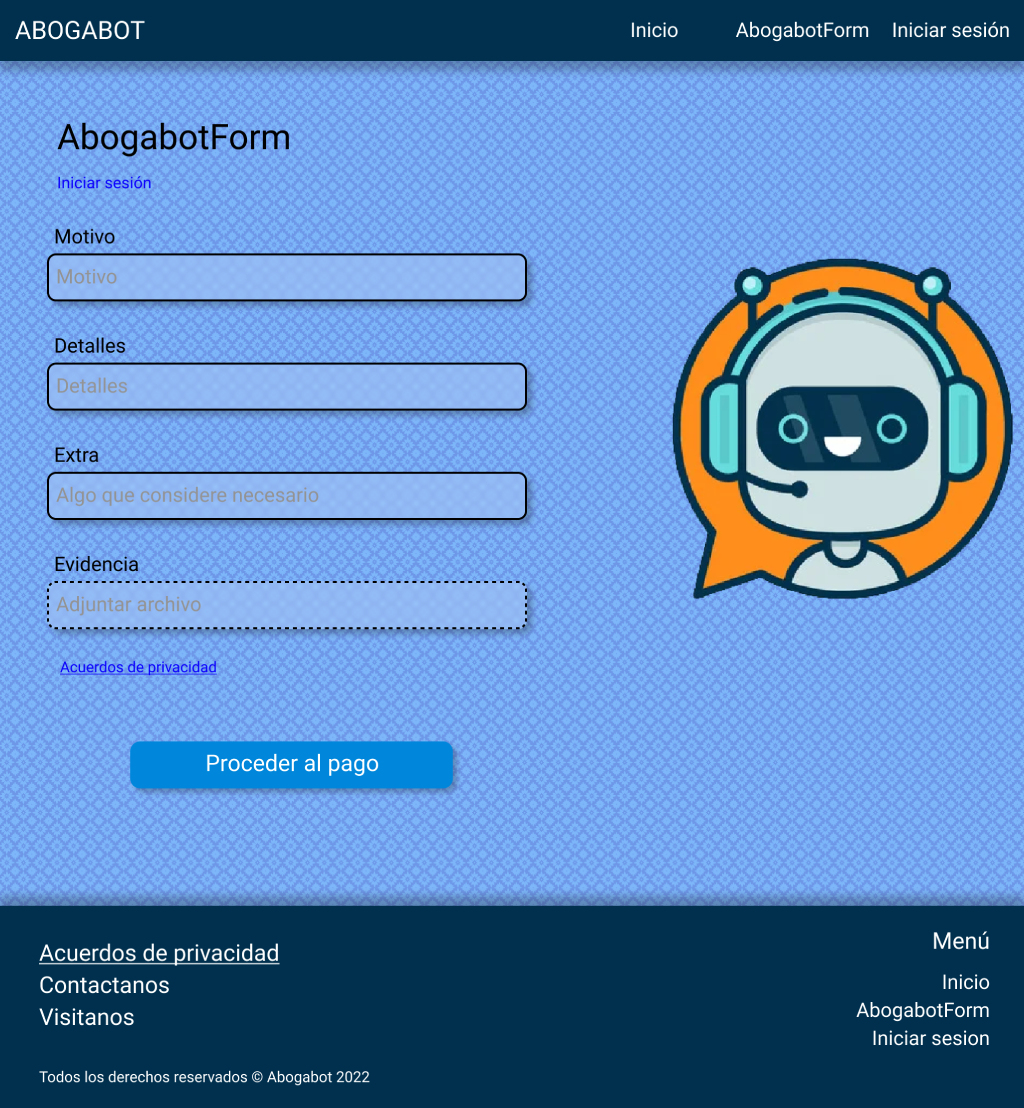 ABOGABOT
Inicio
AbogabotForm
Iniciar sesión
AbogabotForm
Iniciar sesión
Motivo
Motivo
Detalles
Detalles
Extra
Algo que considere necesario
Evidencia
Adjuntar archivo
Acuerdos de privacidad
Proceder al pago
Acuerdos de privacidad
Contactanos
Visitanos
Todos los derechos reservados © Abogabot 2022
Menú
Inicio
AbogabotForm
Iniciar sesion